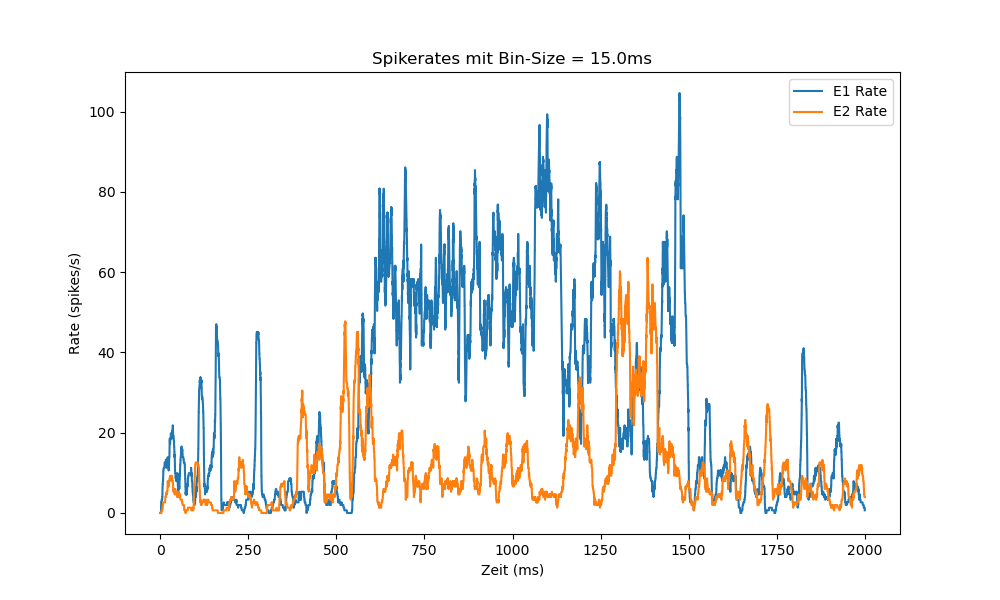 Spikerates mit Bin-Size = 15.0ms
E1 Rate
E2 Rate
Rate (spikes/s)
100
80
60
40
20
0
0 250 500 750 1000 1250 1500 1750 2000
Zeit (ms)